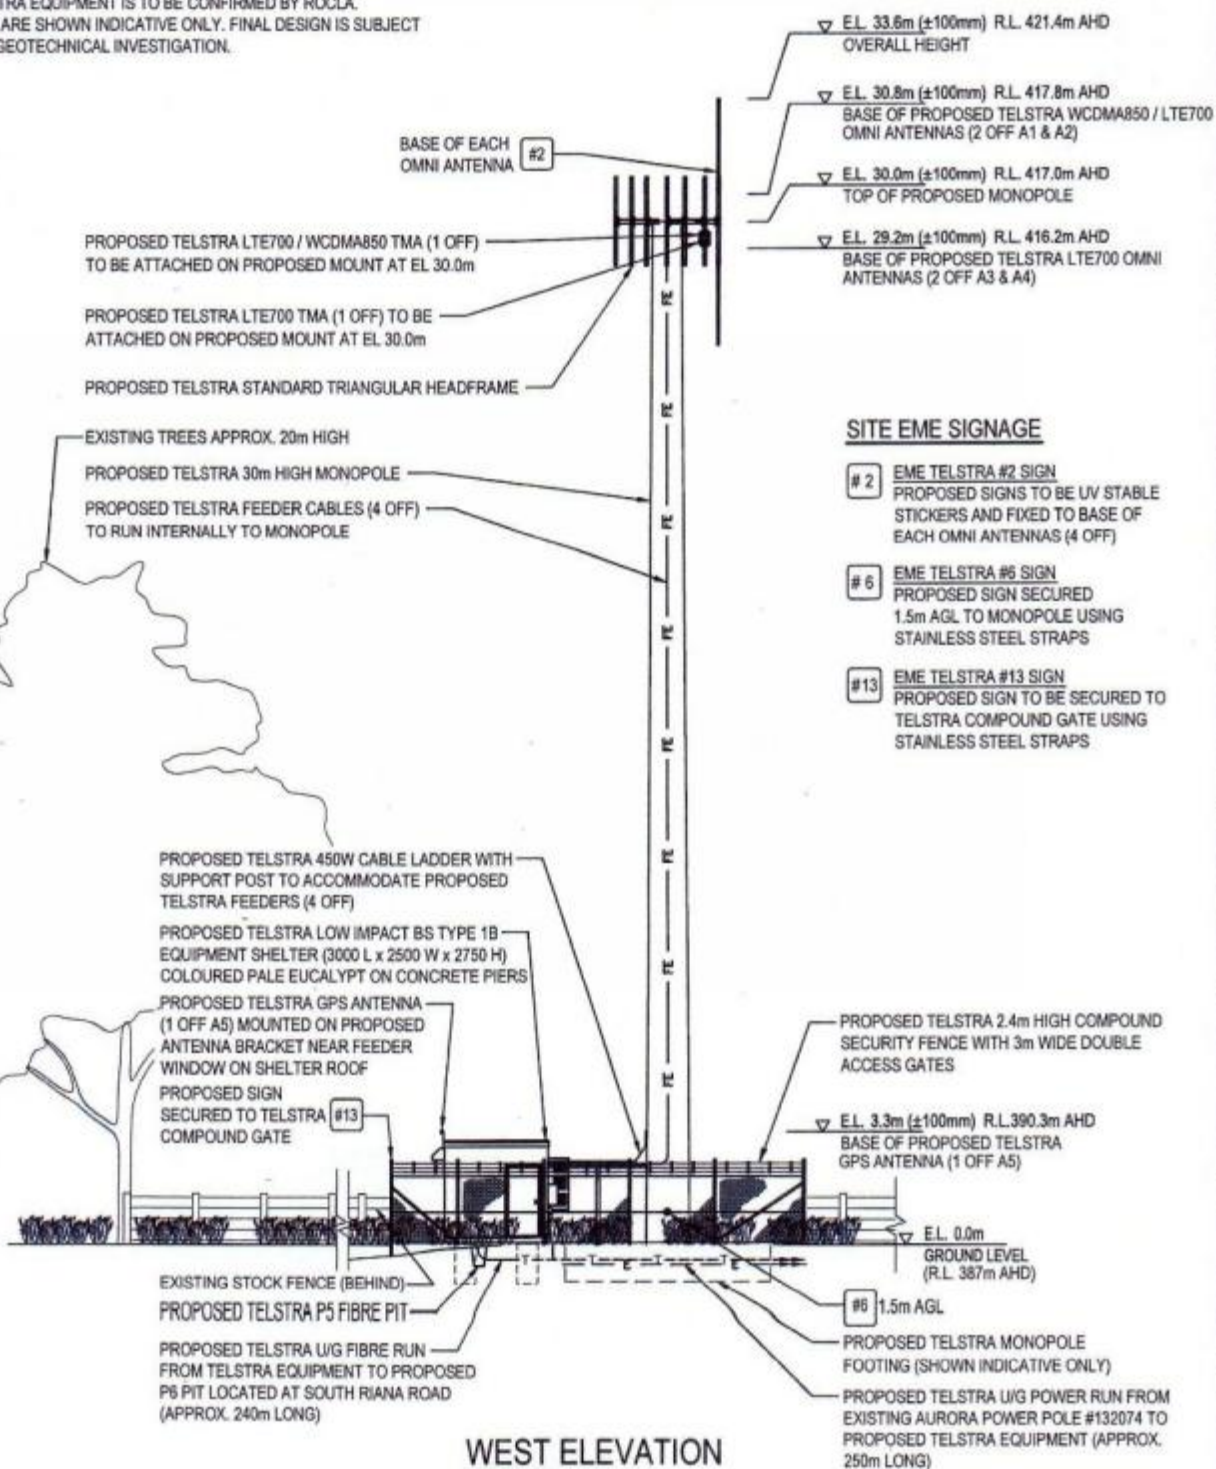 TRA EQUIPMENT IS TO BE CONFIRMED BY ROCLA.
ARE SHOWN INDICATIVE ONLY. FINAL DESIGN IS SUBJECT
GEOTECHNICAL INVESTIGATION.
E.L. 33.6m (±100mm) R.L. 421.4m AHD
OVERALL HEIGHT
E.L. 30.8m (±100mm) R.L. 417.8m AHD
BASE OF PROPOSED TELSTRA WCDMA850 / LTE700
OMNI ANTENNAS (2 OFF A1 & A2)
E.L. 30.0m (±100mm) R.L. 417.0m AHD
TOP OF PROPOSED MONOPOLE
E.L. 29.2m (±100mm) R.L. 416.2m AHD
BASE OF PROPOSED TELSTRA LTE700 OMNI
ANTENNAS (2 OFF A3 & A4)
BASE OF EACH
OMNI ANTENNA #2
PROPOSED TELSTRA LTE700 / WCDMA850 TMA (1 OFF)
TO BE ATTACHED ON PROPOSED MOUNT AT EL 30.0m
PROPOSED TELSTRA LTE700 TMA (1 OFF) TO BE
ATTACHED ON PROPOSED MOUNT AT EL 30.0m
PROPOSED TELSTRA STANDARD TRIANGULAR HEADFRAME
EXISTING TREES APPROX. 20m HIGH
PROPOSED TELSTRA 30m HIGH MONOPOLE
PROPOSED TELSTRA FEEDER CABLES (4 OFF)
TO RUN INTERNALLY TO MONOPOLE
FE
FE
FE
FE
FE
FE
FE
FE
SITE EME SIGNAGE
# 2 EME TELSTRA #2 SIGN
PROPOSED SIGNS TO BE UV STABLE
STICKERS AND FIXED TO BASE OF
EACH OMNI ANTENNAS (4 OFF)
# 6 EME TELSTRA #6 SIGN
PROPOSED SIGN SECURED
1.5m AGL TO MONOPOLE USING
STAINLESS STEEL STRAPS
#13 EME TELSTRA #13 SIGN
PROPOSED SIGN TO BE SECURED TO
TELSTRA COMPOUND GATE USING
STAINLESS STEEL STRAPS
PROPOSED TELSTRA 450W CABLE LADDER WITH
SUPPORT POST TO ACCOMMODATE PROPOSED
TELSTRA FEEDERS (4 OFF)
PROPOSED TELSTRA LOW IMPACT BS TYPE 1B
EQUIPMENT SHELTER (3000 L x 2500 W x 2750 H)
COLOURED PALE EUCALYPT ON CONCRETE PIERS
PROPOSED TELSTRA GPS ANTENNA
(1 OFF A5) MOUNTED ON PROPOSED
ANTENNA BRACKET NEAR FEEDER
WINDOW ON SHELTER ROOF
PROPOSED SIGN
SECURED TO TELSTRA #13
COMPOUND GATE
PROPOSED TELSTRA 2.4m HIGH COMPOUND
SECURITY FENCE WITH 3m WIDE DOUBLE
ACCESS GATES
E.L. 3.3m (±100mm) R.L.390.3m AHD
BASE OF PROPOSED TELSTRA
GPS ANTENNA (1 OFF A5)
E.L. 0.0m
GROUND LEVEL
(R.L. 387m AHD)
T T T T
E E
EXISTING STOCK FENCE (BEHIND)
PROPOSED TELSTRA P5 FIBRE PIT
PROPOSED TELSTRA U/G FIBRE RUN
FROM TELSTRA EQUIPMENT TO PROPOSED
P6 PIT LOCATED AT SOUTH RIANA ROAD
(APPROX. 240m LONG)
#6 1.5m AGL
PROPOSED TELSTRA MONOPOLE
FOOTING (SHOWN INDICATIVE ONLY)
PROPOSED TELSTRA U/G POWER RUN FROM
EXISTING AURORA POWER POLE #132074 TO
PROPOSED TELSTRA EQUIPMENT (APPROX.
250m LONG)
WEST ELEVATION